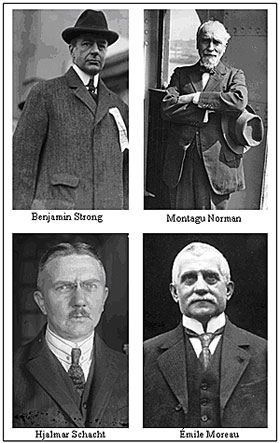 Benjamin Strong
Montagu Norman
Hjalmar Schacht
Émile Moreau